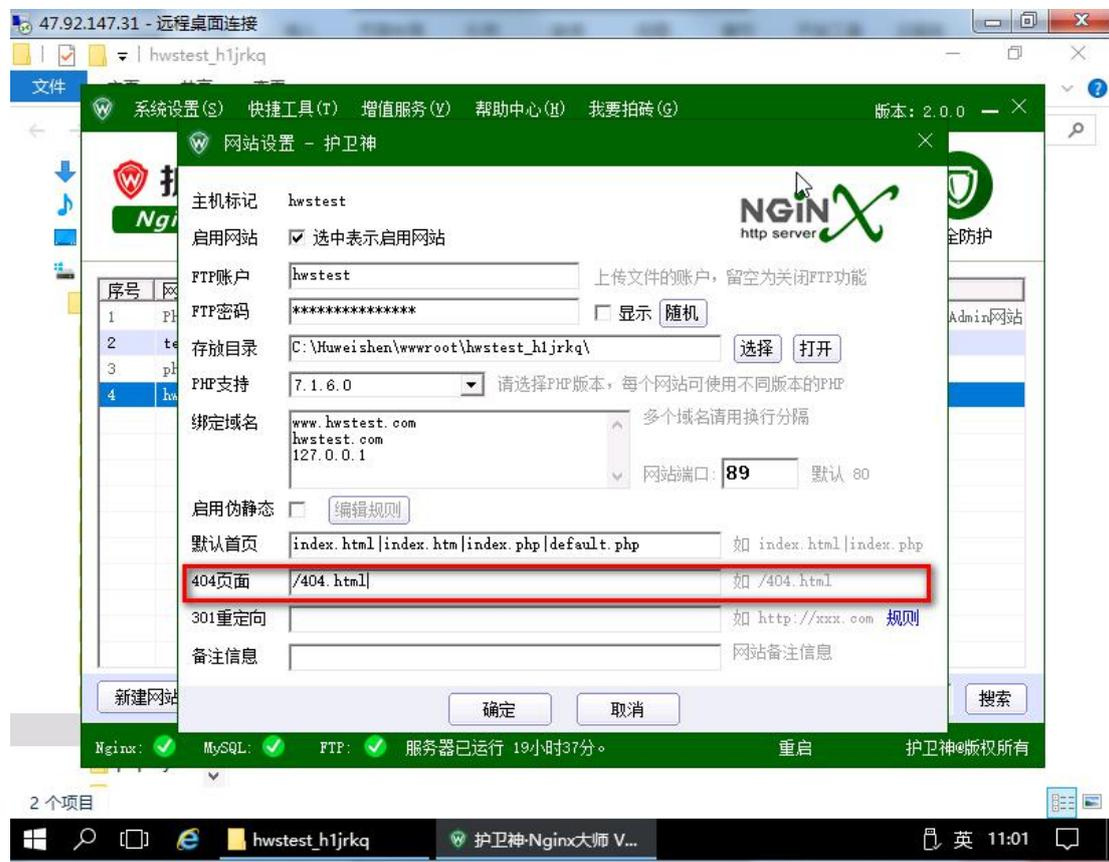 47.92.147.31 - 远程桌面连接
hwstest_h1jrkq
文件
系统设置(S) 快捷工具(T) 增值服务(V) 帮助中心(H) 我要拍砖(G) 版本: 2.0.0
网站设置 - 护卫神
主机标记 hwstest
NGiNX
http server
启用网站 选中表示启用网站
全防护
FTP账户 hwstest 上传文件的账户，留空为关闭FTP功能
序号 网
FTP密码 *************** 显示 随机
1 Ph Admin网站
2 te
存放目录 C:\Huweishen\wwwroot\hwstest_h1jrkq\ 选择 打开
3 ph
PHP支持 7.1.6.0 请选择PHP版本，每个网站可使用不同版本的PHP
4 hw
绑定域名 www.hwstest.com 多个域名请用换行分隔
hwstest.com
127.0.0.1
网站端口: 89 默认 80
启用伪静态 编辑规则
默认首页 index.html|index.htm|index.php|default.php 如 index.html|index.php
404页面 /404.html 如 /404.html
301重定向 如 http://xxx.com 规则
备注信息 网站备注信息
新建网站 确定 取消 搜索
Nginx: MySQL: FTP: 服务器已运行 19小时37分。 重启 护卫神®版权所有
2 个项目
hwstest_h1jrkq 护卫神·Nginx大师 V... 英 11:01